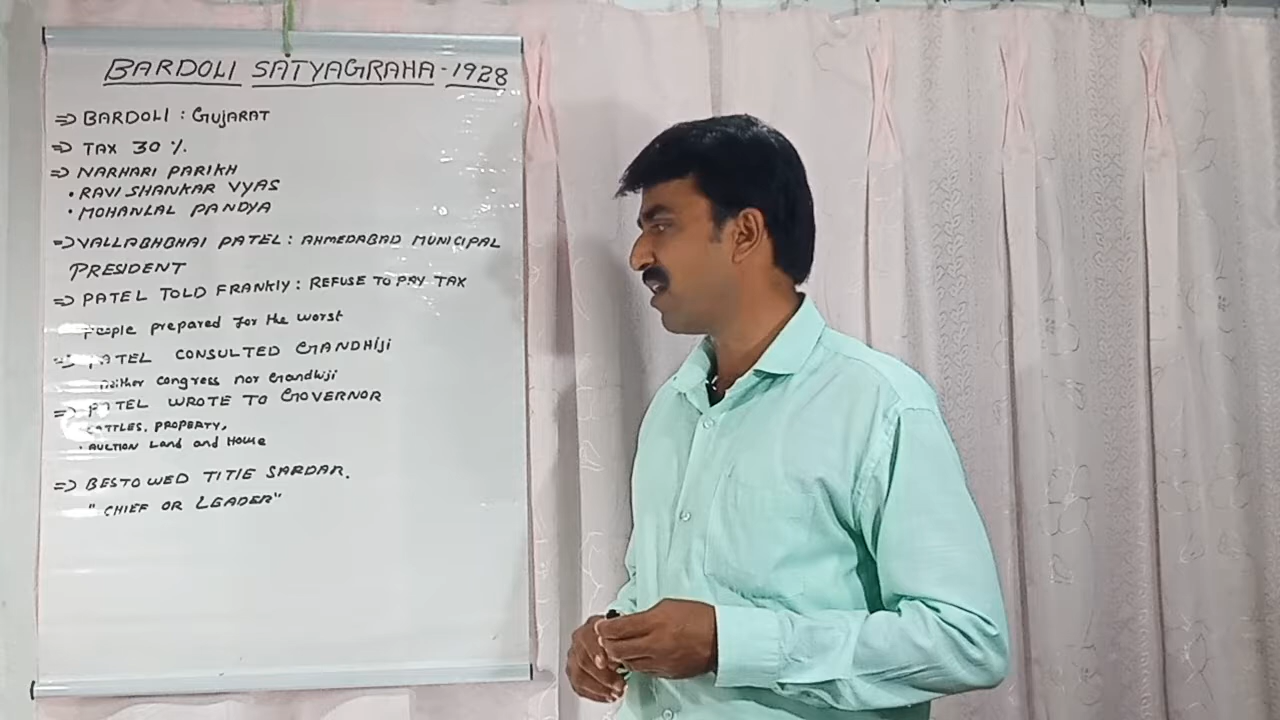 BARDOLI SATYAGRAHA - 1928
⇒ BARDOLI : GUjARAT
⇒ TAX 30 %.
⇒ NARHARI PARIKH
• RAVI SHANKAR VYAS
• MOHANLAL PANDYA
⇒ VALLABHBHAI PATEL : AHMEDABAD MUNICIPAL
PRESIDENT
⇒ PATEL TOLD FRANKLY : REFUSE TO PAY TAX
people prepared for the worst
⇒ PATEL CONSULTED GANDHIji
neither congress nor Gandhiji
⇒ PATEL WROTE TO GOVERNOR
CATTLES, PROPERTY,
• AUCTION Land and House
⇒ BESTOWED TITLE SARDAR.
" CHIEF OR LEADER"